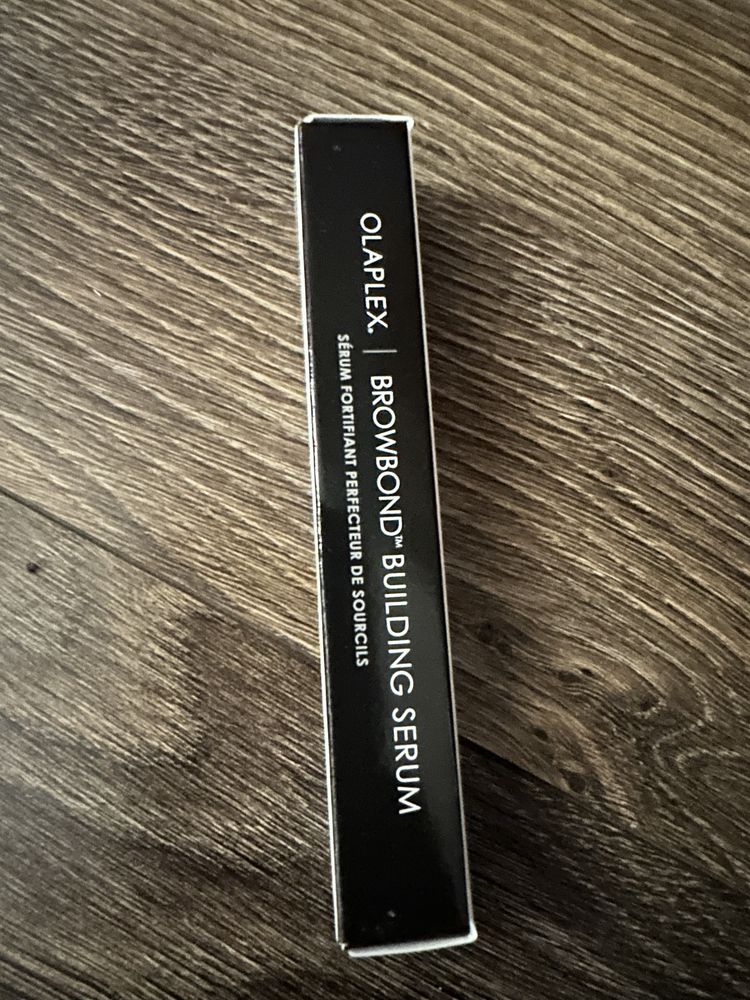 OLAPLEX. | BROWBOND™ BUILDING SERUM
SÉRUM FORTIFIANT PERFECTEUR DE SOURCILS